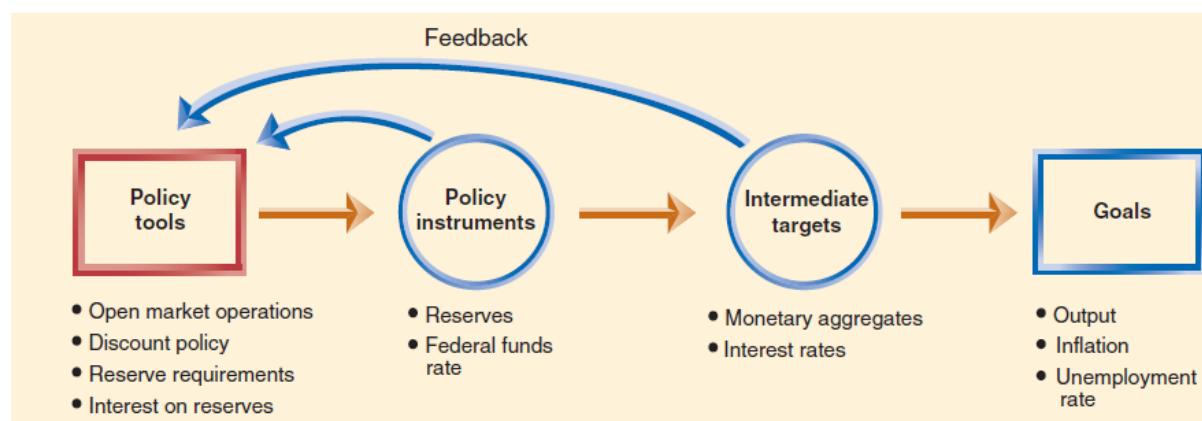 Feedback
Policy
tools
Policy
instruments
Intermediate
targets
Goals
• Open market operations
• Discount policy
• Reserve requirements
• Interest on reserves
• Reserves
• Federal funds
rate
• Monetary aggregates
• Interest rates
• Output
• Inflation
• Unemployment
rate